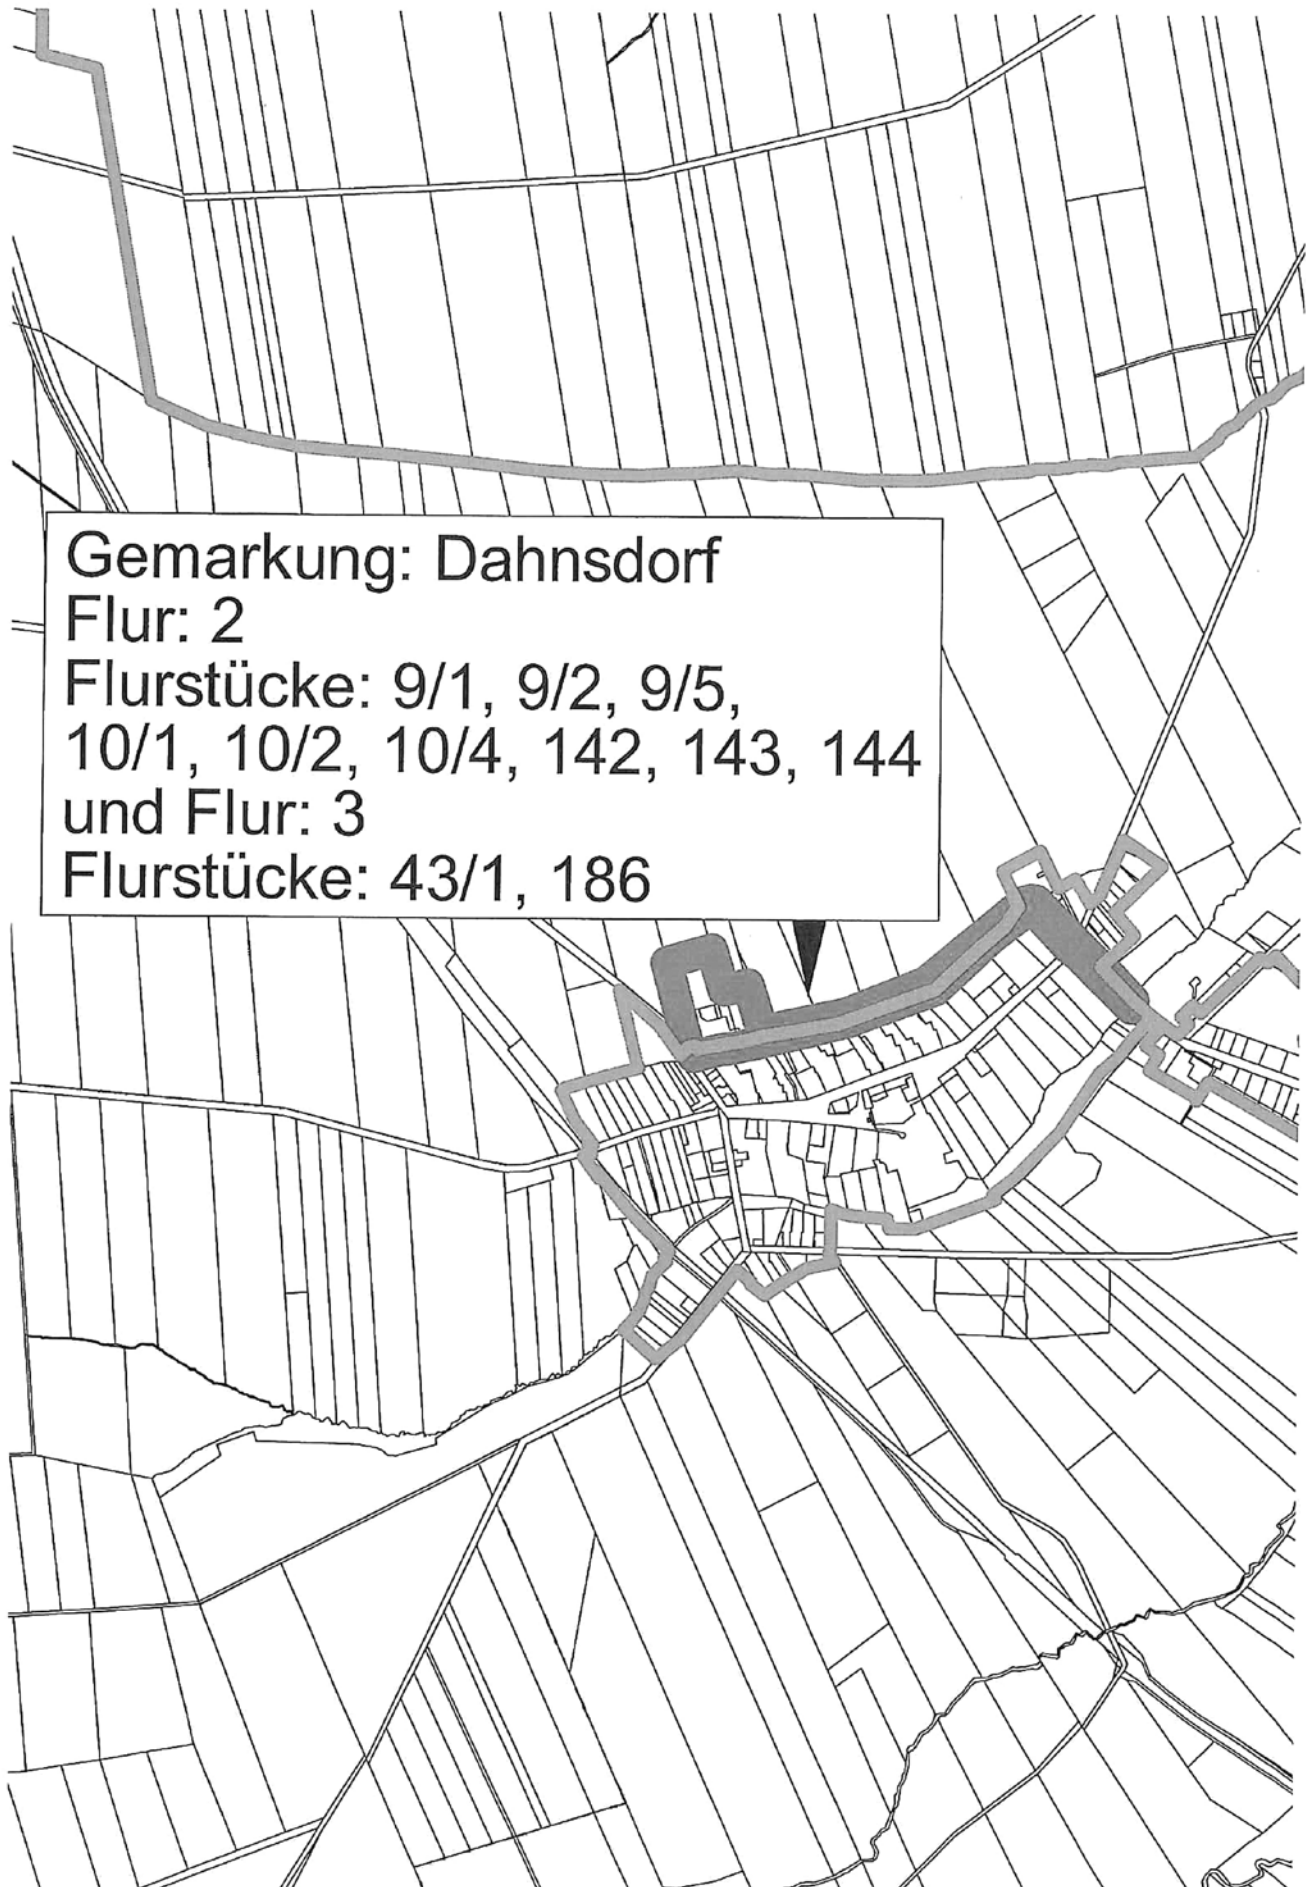 Gemarkung: Dahnsdorf
Flur: 2
Flurstücke: 9/1, 9/2, 9/5,
10/1, 10/2, 10/4, 142, 143, 144
und Flur: 3
Flurstücke: 43/1, 186